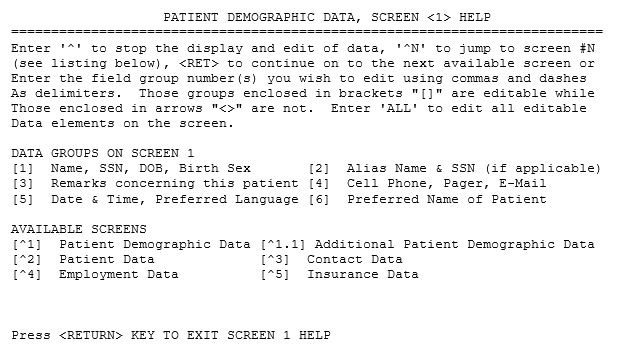 PATIENT DEMOGRAPHIC DATA, SCREEN <1> HELP
===============================================================================
Enter '^' to stop the display and edit of data, '^N' to jump to screen #N
(see listing below), <RET> to continue on to the next available screen or
Enter the field group number(s) you wish to edit using commas and dashes
As delimiters.  Those groups enclosed in brackets "[]" are editable while
Those enclosed in arrows "<>" are not.  Enter 'ALL' to edit all editable
Data elements on the screen.
DATA GROUPS ON SCREEN 1
[1]  Name, SSN, DOB, Birth Sex       [2]  Alias Name & SSN (if applicable)
[3]  Remarks concerning this patient [4]  Cell Phone, Pager, E-Mail
[5]  Date & Time, Preferred Language [6]  Preferred Name of Patient
AVAILABLE SCREENS
[^1]  Patient Demographic Data [^1.1] Additional Patient Demographic Data
[^2]  Patient Data             [^3]  Contact Data
[^4]  Employment Data          [^5]  Insurance Data
Press <RETURN> KEY TO EXIT SCREEN 1 HELP